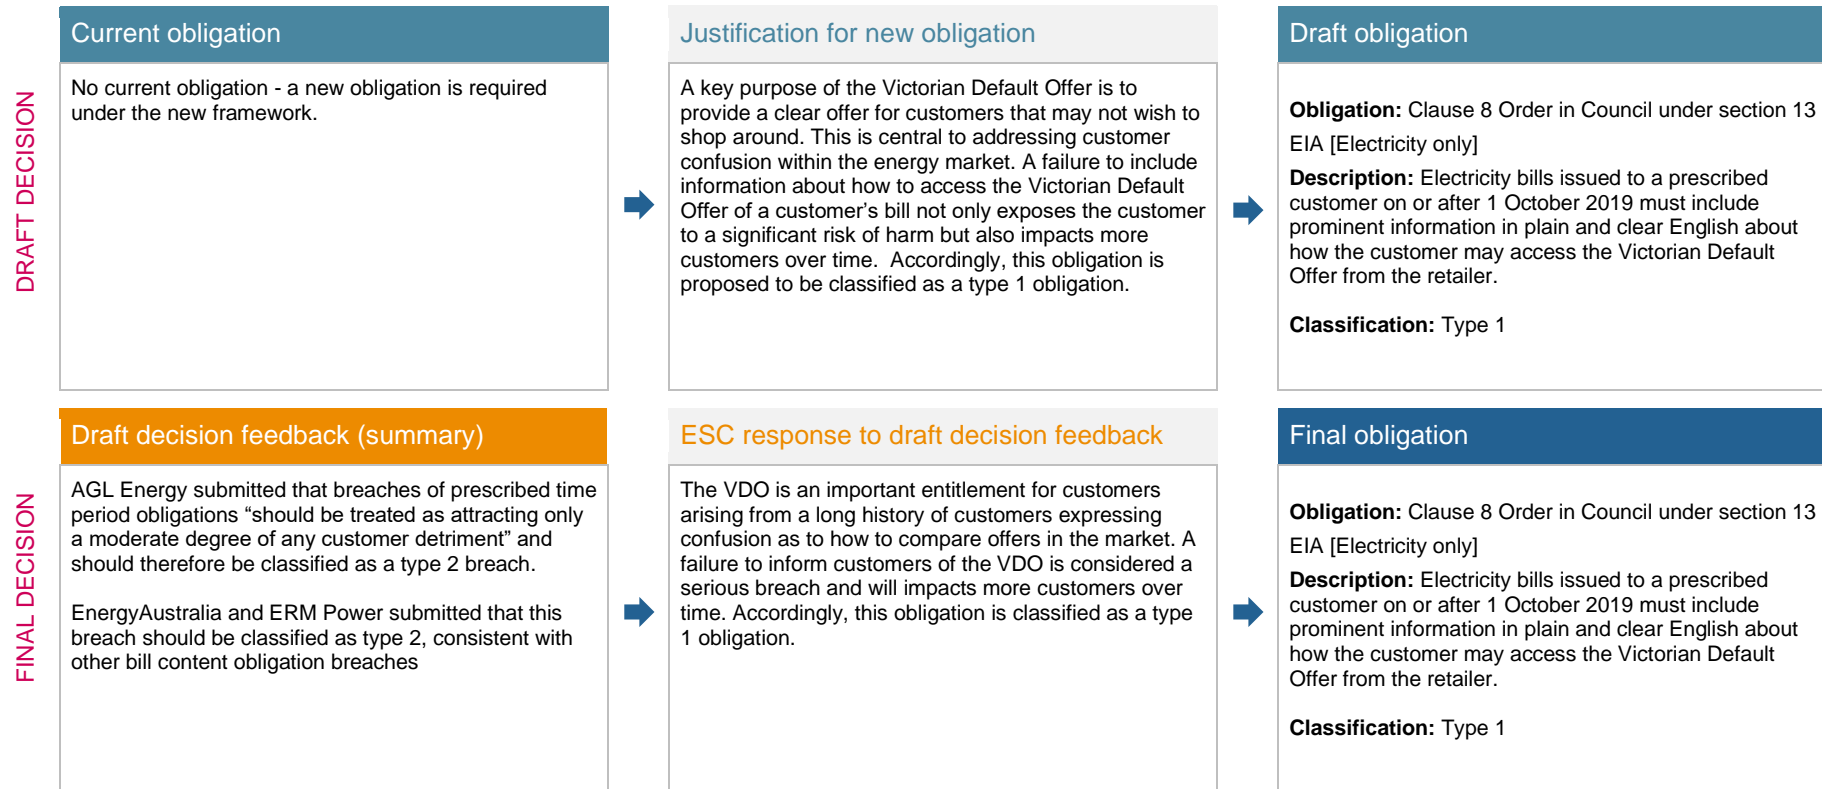 DRAFT DECISION
Current obligation
No current obligation - a new obligation is required
under the new framework.
Justification for new obligation
A key purpose of the Victorian Default Offer is to
provide a clear offer for customers that may not wish to
shop around. This is central to addressing customer
confusion within the energy market. A failure to include
information about how to access the Victorian Default
Offer of a customer’s bill not only exposes the customer
to a significant risk of harm but also impacts more
customers over time.  Accordingly, this obligation is
proposed to be classified as a type 1 obligation.
Draft obligation
Obligation: Clause 8 Order in Council under section 13
EIA [Electricity only]
Description: Electricity bills issued to a prescribed
customer on or after 1 October 2019 must include
prominent information in plain and clear English about
how the customer may access the Victorian Default
Offer from the retailer.
Classification: Type 1
FINAL DECISION
Draft decision feedback (summary)
AGL Energy submitted that breaches of prescribed time
period obligations “should be treated as attracting only
a moderate degree of any customer detriment” and
should therefore be classified as a type 2 breach.
EnergyAustralia and ERM Power submitted that this
breach should be classified as type 2, consistent with
other bill content obligation breaches
ESC response to draft decision feedback
The VDO is an important entitlement for customers
arising from a long history of customers expressing
confusion as to how to compare offers in the market. A
failure to inform customers of the VDO is considered a
serious breach and will impacts more customers over
time. Accordingly, this obligation is classified as a type
1 obligation.
Final obligation
Obligation: Clause 8 Order in Council under section 13
EIA [Electricity only]
Description: Electricity bills issued to a prescribed
customer on or after 1 October 2019 must include
prominent information in plain and clear English about
how the customer may access the Victorian Default
Offer from the retailer.
Classification: Type 1